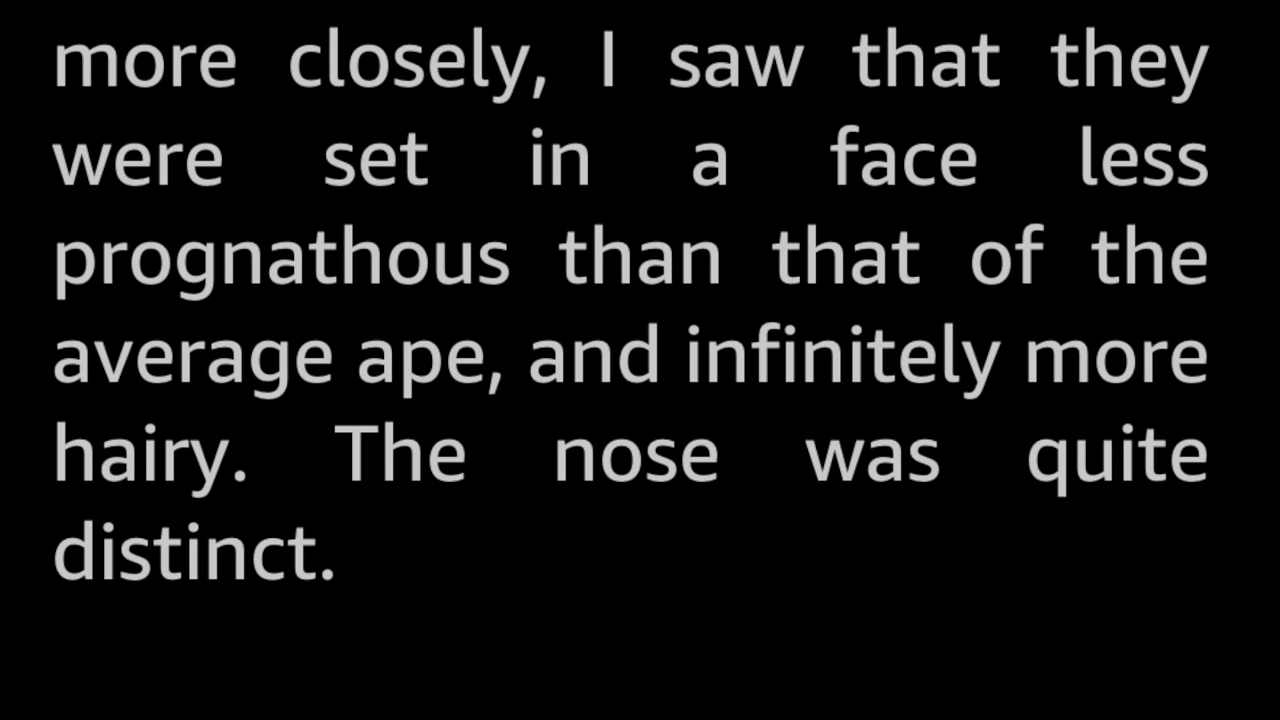 more closely, I saw that they
were set in a face less
prognathous than that of the
average ape, and infinitely more
hairy. The nose was quite
distinct.